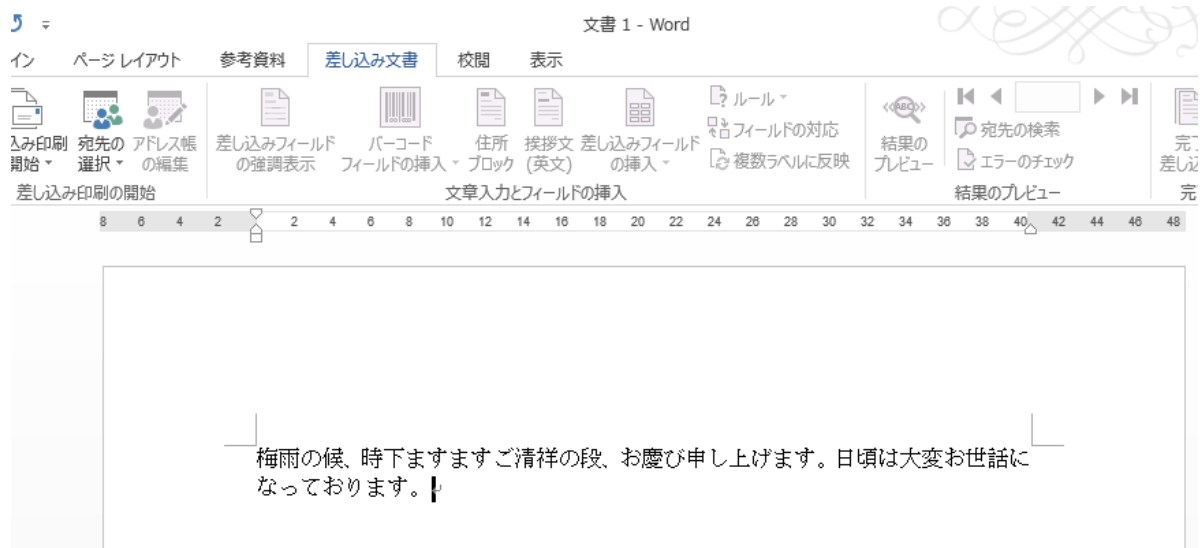 文書 1 - Word
イン ページ レイアウト 参考資料 差し込み文書 校閲 表示
込み印刷 宛先の アドレス帳 差し込みフィールド バーコード 住所 挨拶文 差し込みフィールド ルール 結果の
開始 選択 の編集 の強調表示 フィールドの挿入 ブロック (英文) の挿入 フィールドの対応 プレビュー 宛先の検索
複数ラベルに反映 エラーのチェック 差し込
差し込み印刷の開始 文章入力とフィールドの挿入 結果のプレビュー 完
8 6 4 2 2 4 6 8 10 12 14 16 18 20 22 24 26 28 30 32 34 36 38 40 42 44 46 48
梅雨の候、時下ますますご清祥の段、お慶び申し上げます。日頃は大変お世話に
なっております。